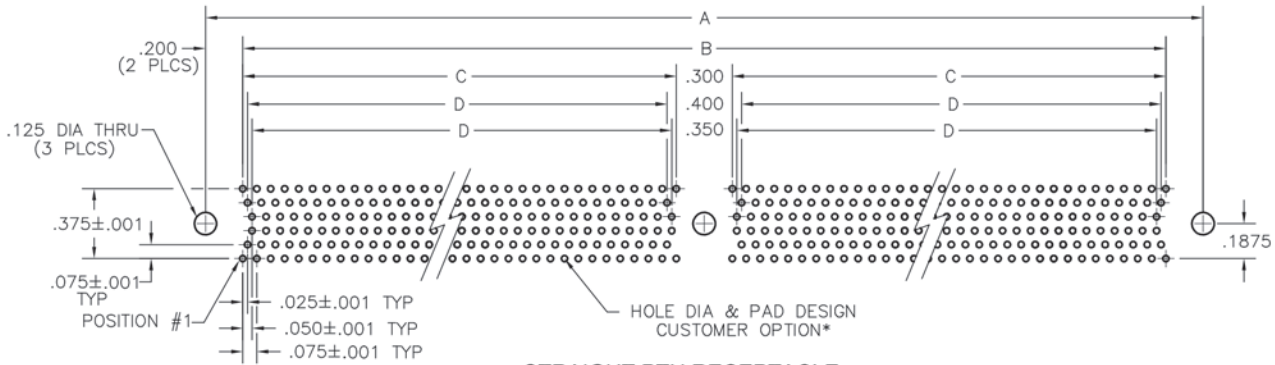 A
.200
(2 PLCS)
B
C
.300
C
D
.400
D
.125 DIA THRU
(3 PLCS)
D
.350
D
.375±.001
.1875
.075±.001
TYP
POSITION #1
.025±.001 TYP
.050±.001 TYP
.075±.001 TYP
HOLE DIA & PAD DESIGN
CUSTOMER OPTION*